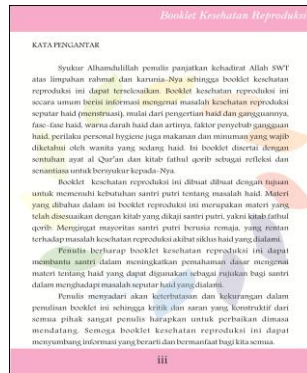 Booklet Kesehatan Reproduksi
KATA PENGANTAR
Syukur Alhamdulillah penulis panjatkan kehadirat Allah SWT
atas limpahan rahmat dan karunia-Nya sehingga booklet kesehatan
reproduksi ini dapat terselesaikan. Booklet kesehatan reproduksi ini
secara umum berisi informasi mengenai masalah kesehatan reproduksi
seputar haid (menstruasi), mulai dari pengertian haid dan gangguannya,
fase-fase haid, warna darah haid dan artinya, faktor penyebab gangguan
haid, perilaku personal hygiene juga makanan dan minuman yang wajib
diketahui oleh wanita yang sedang haid. Isi booklet disertai dengan
sentuhan ayat al Qur'an dan kitab fathul qorib sebagai refleksi dan
senantiasa untuk bersyukur kepada-Nya.
Booklet kesehatan reproduksi ini dibuat dibuat dengan tujuan
untuk memenuhi kebutuhan santri putri tentang masalah haid. Materi
yang dibahas dalam isi booklet reproduksi ini merupakan materi yang
telah disesuaikan dengan kitab yang dikaji santri putri, yakni kitab fathul
qorib. Mengingat mayoritas santri putri berusia remaja, yang rentan
terhadap masalah kesehatan reproduksi akibat siklus haid yang dialami.
Penulis berharap booklet kesehatan reproduksi ini dapat
membantu santri dalam meningkatkan pemahaman dasar mengenai
materi tentang haid yang dapat digunakan sebagai rujukan bagi santri
dalam menghadapi masalah seputar haid yang dialami.
Penulis menyadari akan keterbatasan dan kekurangan dalam
penulisan booklet ini sehingga kritik dan saran yang konstruktif dari
semua pihak sangat penulis harapkan untuk perbaikan dimasa
mendatang. Semoga booklet kesehatan reproduksi ini dapat
menyumbang informasi yang berarti dan bermanfaat bagi kita semua.
iii